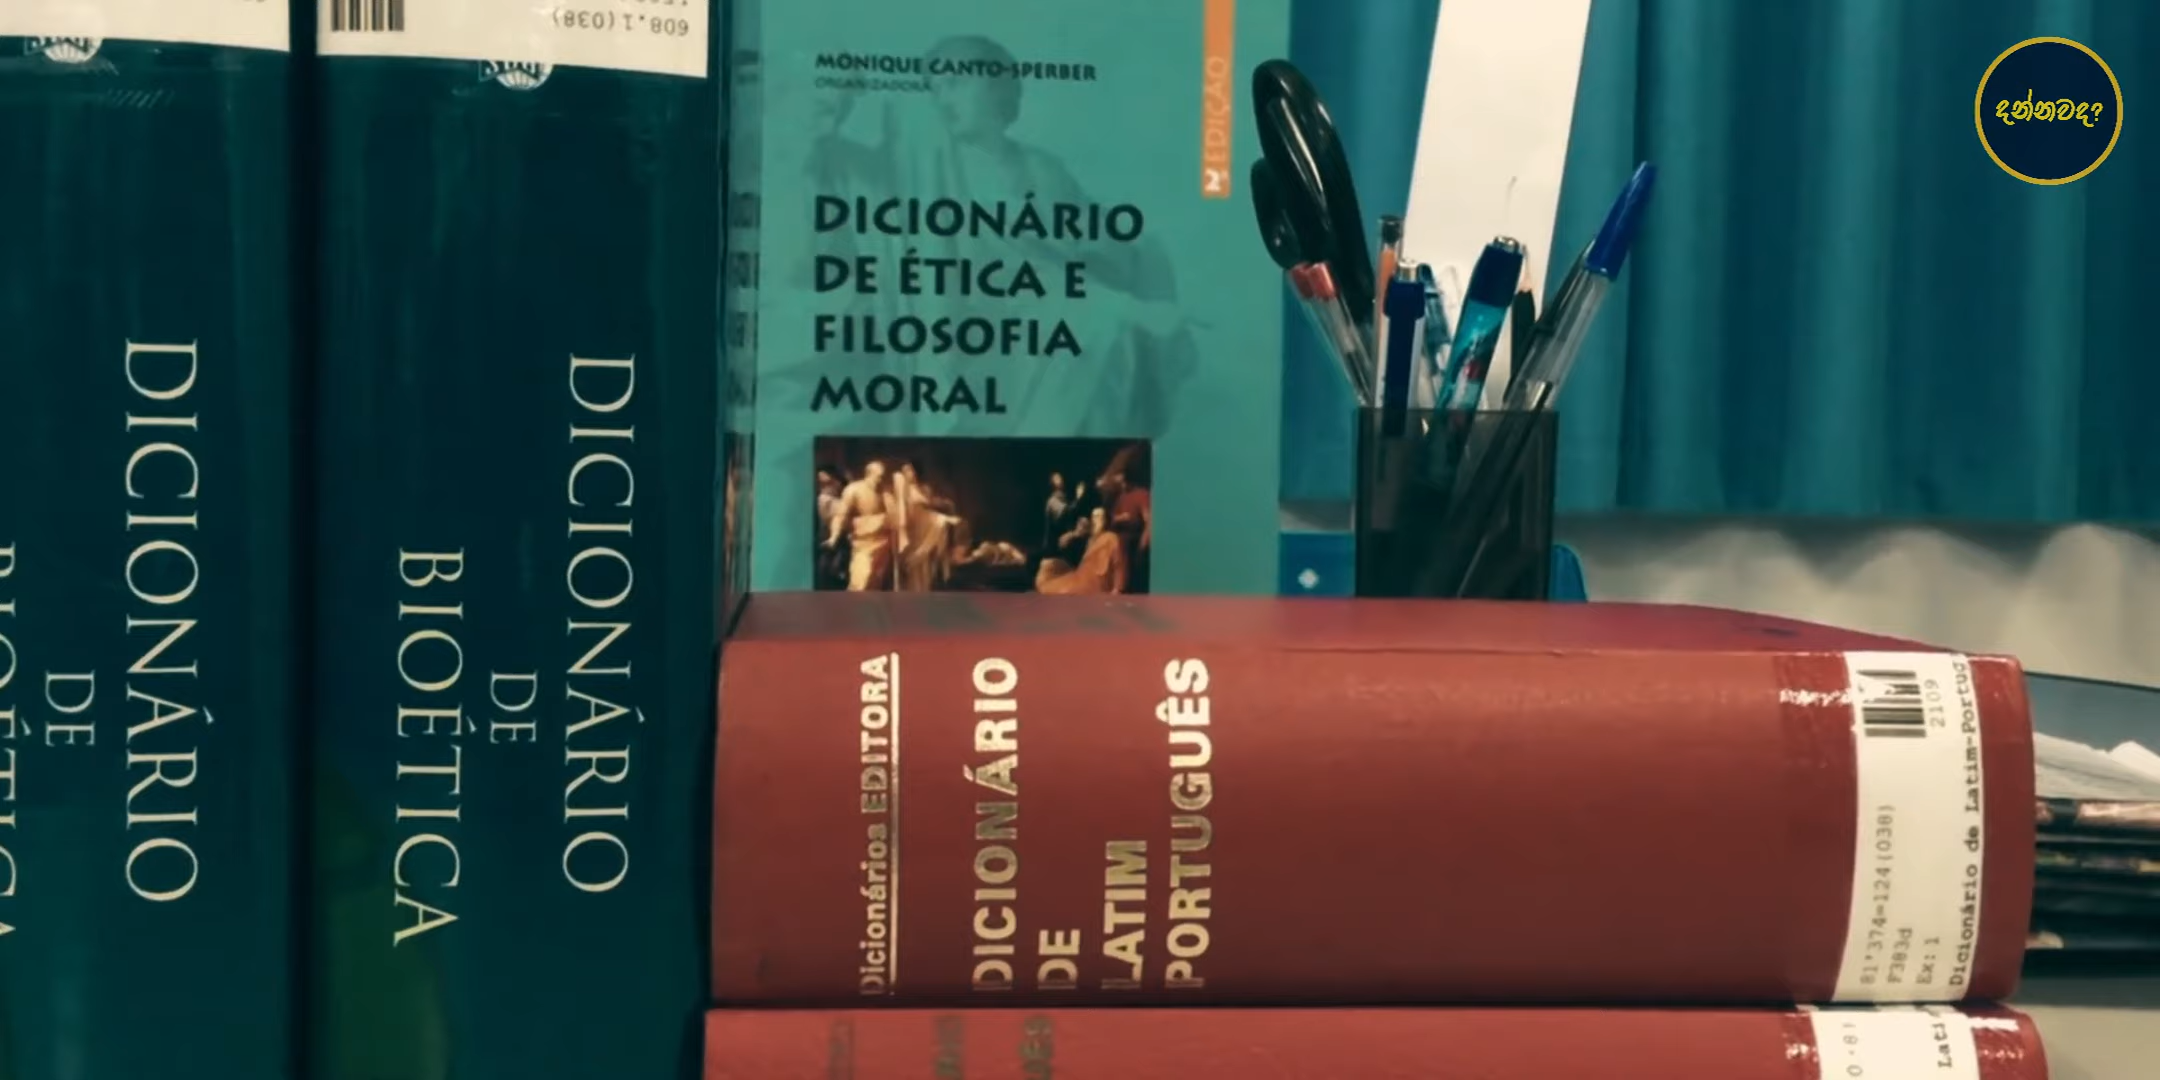 608.1(038)
DICIONÁRIO
DE
BIOÉTICA
DICIONÁRIO
DE
BIOÉTICA
MONIQUE CANTO-SPERBER
ORGANIZADORA
2ª EDIÇÃO
DICIONÁRIO
DE ÉTICA E
FILOSOFIA
MORAL
දන්නවද?
Dicionários EDITORA
DICIONÁRIO
DE
LATIM
PORTUGUÊS
2109
81'374=124(038)
F383d
Ex: 1
Dicionário de Latim-Portug